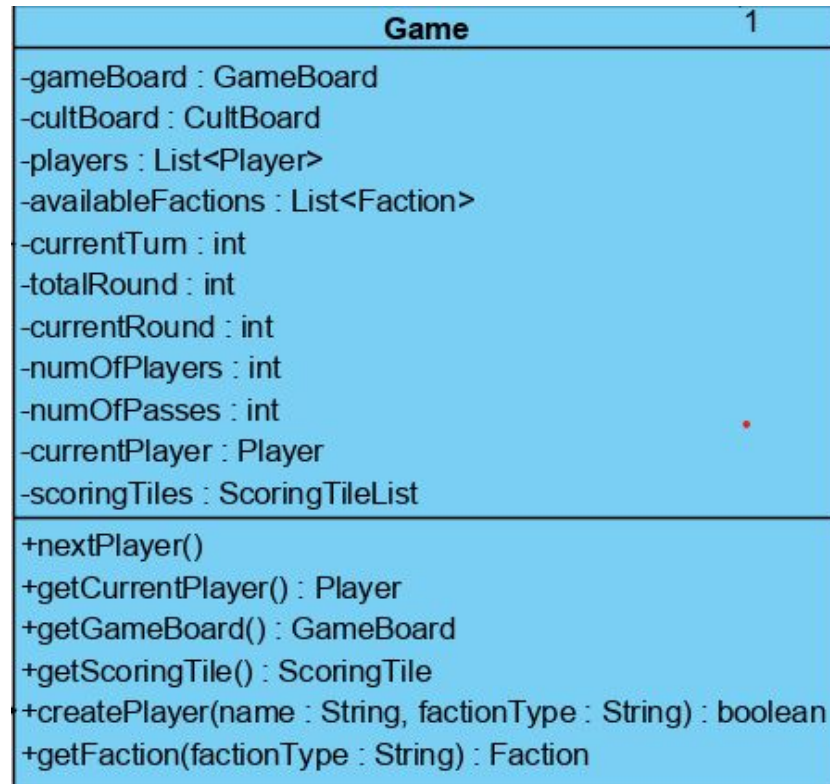 Game
1
-gameBoard : GameBoard
-cultBoard : CultBoard
-players : List<Player>
-availableFactions : List<Faction>
-currentTurn : int
-totalRound : int
-currentRound : int
-numOfPlayers : int
-numOfPasses : int
-currentPlayer : Player
-scoringTiles : ScoringTileList
+nextPlayer()
+getCurrentPlayer() : Player
+getGameBoard() : GameBoard
+getScoringTile() : ScoringTile
+createPlayer(name : String, factionType : String) : boolean
+getFaction(factionType : String) : Faction